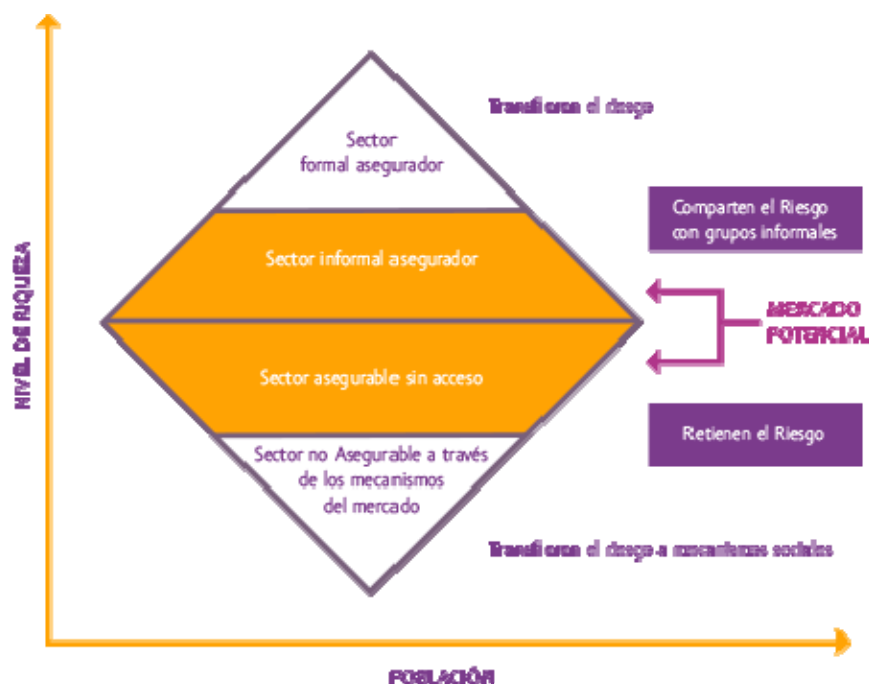 Transfieren el riesgo
Sector
formal asegurador
Comparten el Riesgo
con grupos informales
Sector informal asegurador
NIVEL DE RIQUEZA
MERCADO
POTENCIAL
Sector asegurable sin acceso
Retienen el Riesgo
Sector no Asegurable a través
de los mecanismos
del mercado
Transfieren el riesgo a mecanismos sociales
POBLACIÓN